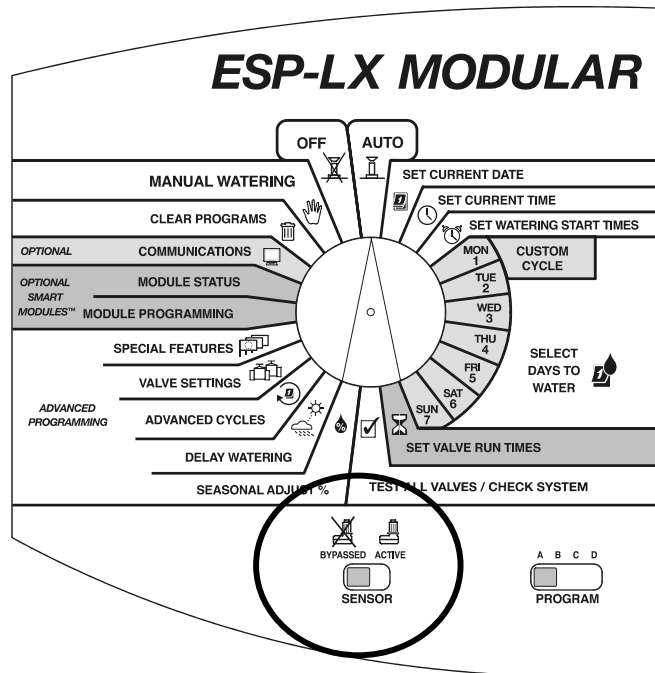 ESP-LX MODULAR
OFF
AUTO
MANUAL WATERING
SET CURRENT DATE
CLEAR PROGRAMS
SET CURRENT TIME
SET WATERING START TIMES
OPTIONAL
COMMUNICATIONS
MON
1
CUSTOM
CYCLE
OPTIONAL
SMART
MODULES™
MODULE STATUS
MODULE PROGRAMMING
TUE
2
WED
3
THU
4
FRI
5
SAT
6
SUN
7
SPECIAL FEATURES
VALVE SETTINGS
ADVANCED
PROGRAMMING
ADVANCED CYCLES
DELAY WATERING
SEASONAL ADJUST %
SELECT
DAYS TO
WATER
1
SET VALVE RUN TIMES
TEST ALL VALVES / CHECK SYSTEM
BYPASSED ACTIVE
SENSOR
A B C D
PROGRAM